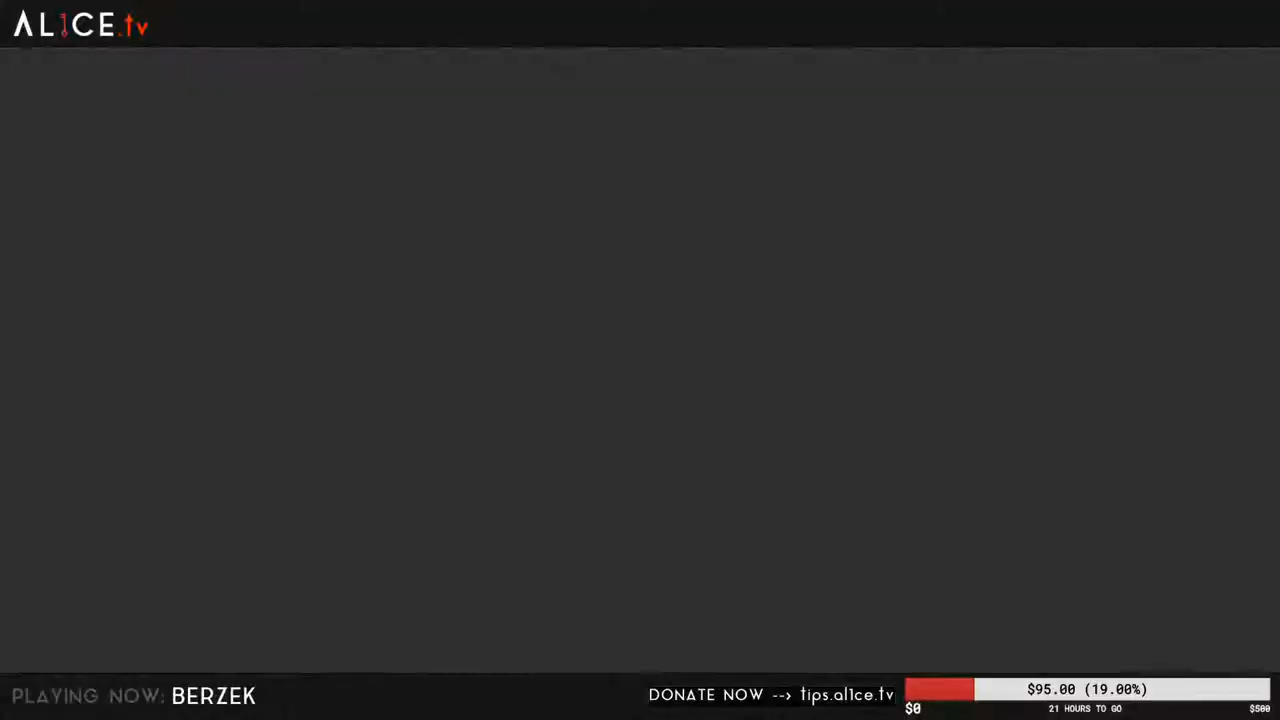 AL1CE.tv
PLAYING NOW: BERZEK
DONATE NOW --> tips.al1ce.tv
$95.00 (19.00%)
$0 21 HOURS TO GO $500